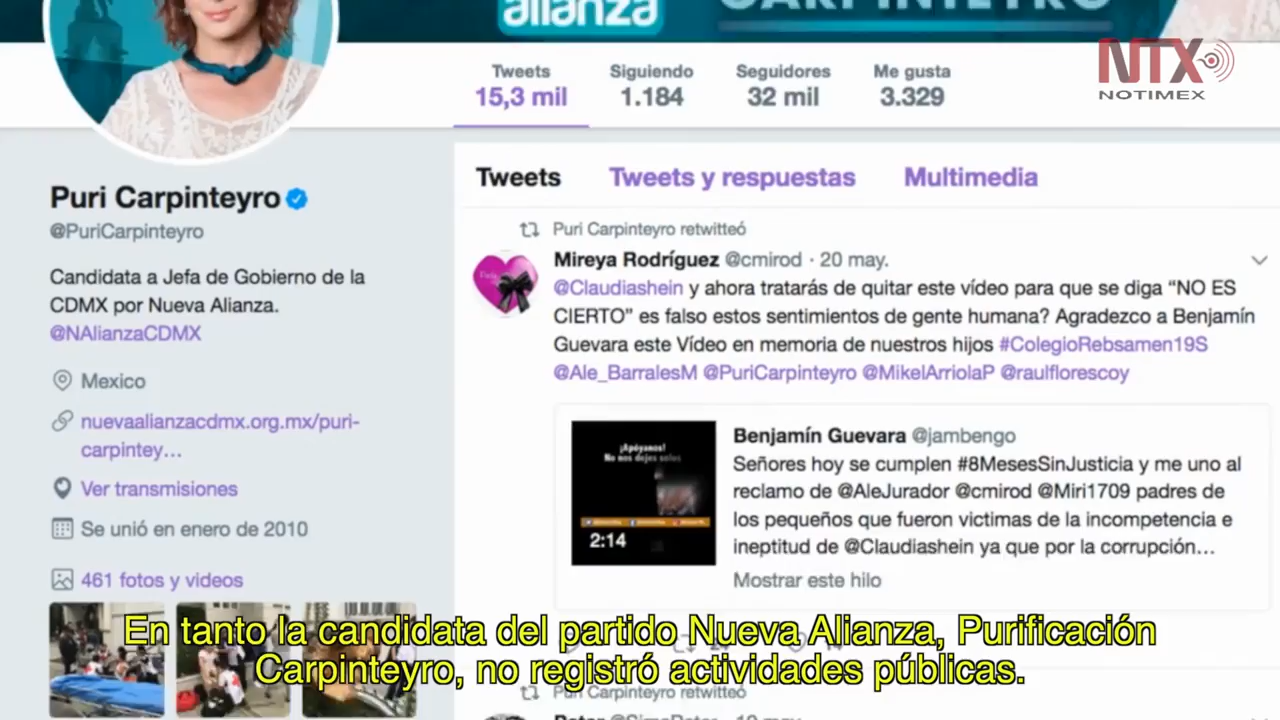 alianza
CARPINTEYRO
NTX
NOTIMEX
Tweets Siguiendo Seguidores Me gusta
15,3 mil 1.184 32 mil 3.329
Puri Carpinteyro
@PuriCarpinteyro
Candidata a Jefa de Gobierno de la
CDMX por Nueva Alianza.
@NAlianzaCDMX
Mexico
nuevaalianzacdmx.org.mx/puri-
carpintey...
Ver transmisiones
Se unió en enero de 2010
461 fotos y videos
Tweets Tweets y respuestas Multimedia
Puri Carpinteyro retwitteó
Mireya Rodríguez @cmirod · 20 may.
@Claudiashein y ahora tratarás de quitar este vídeo para que se diga “NO ES
CIERTO” es falso estos sentimientos de gente humana? Agradezco a Benjamín
Guevara este Vídeo en memoria de nuestros hijos #ColegioRebsamen19S
@Ale_BarralesM @PuriCarpinteyro @MikelArriolaP @raulflorescoy
¡Apóyanos!
No nos dejes solos
2:14
Benjamín Guevara @jambengo
Señores hoy se cumplen #8MesesSinJusticia y me uno al
reclamo de @AleJurador @cmirod @Miri1709 padres de
los pequeños que fueron victimas de la incompetencia e
ineptitud de @Claudiashein ya que por la corrupción...
Mostrar este hilo
En tanto la candidata del partido Nueva Alianza, Purificación
Carpinteyro, no registró actividades públicas.
Puri Carpinteyro retwitteó